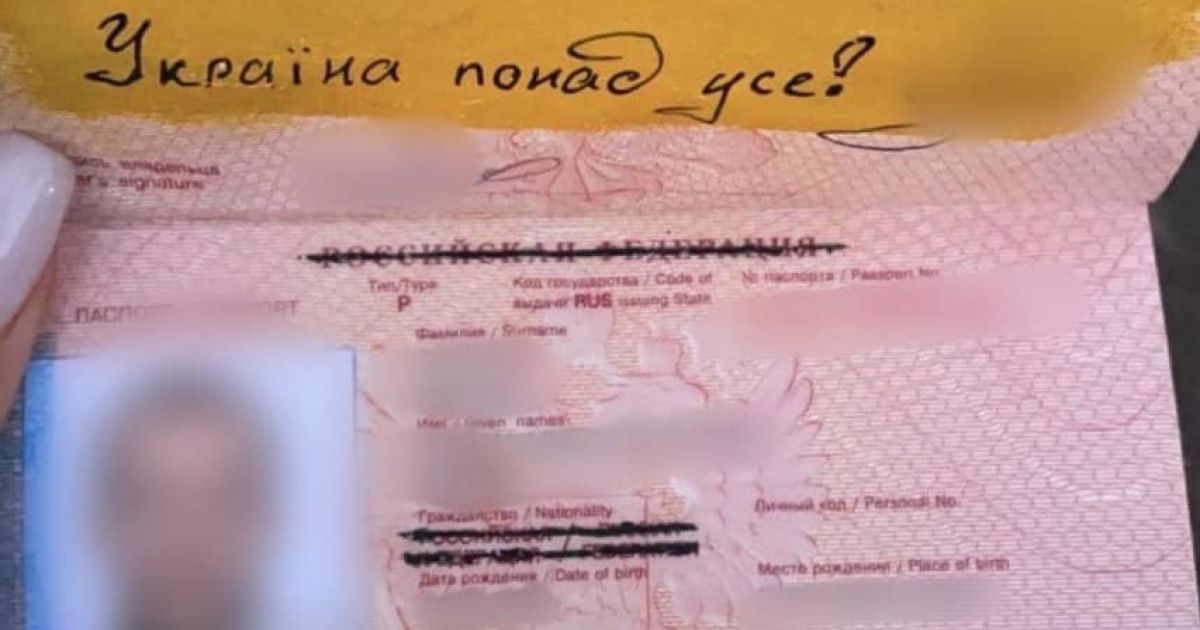 Україна понад усе!
владельца
signature
РОССИЙСКАЯ ФЕДЕРАЦИЯ
Тип/Type Код государства / Code of № паспорта / Passport No.
P выдачи RUS issuing State
Фамилия / Surname
Имя / Given names
Гражданство / Nationality Личный код / Personal No.
Дата рождения / Date of birth Место рождения / Place of birth